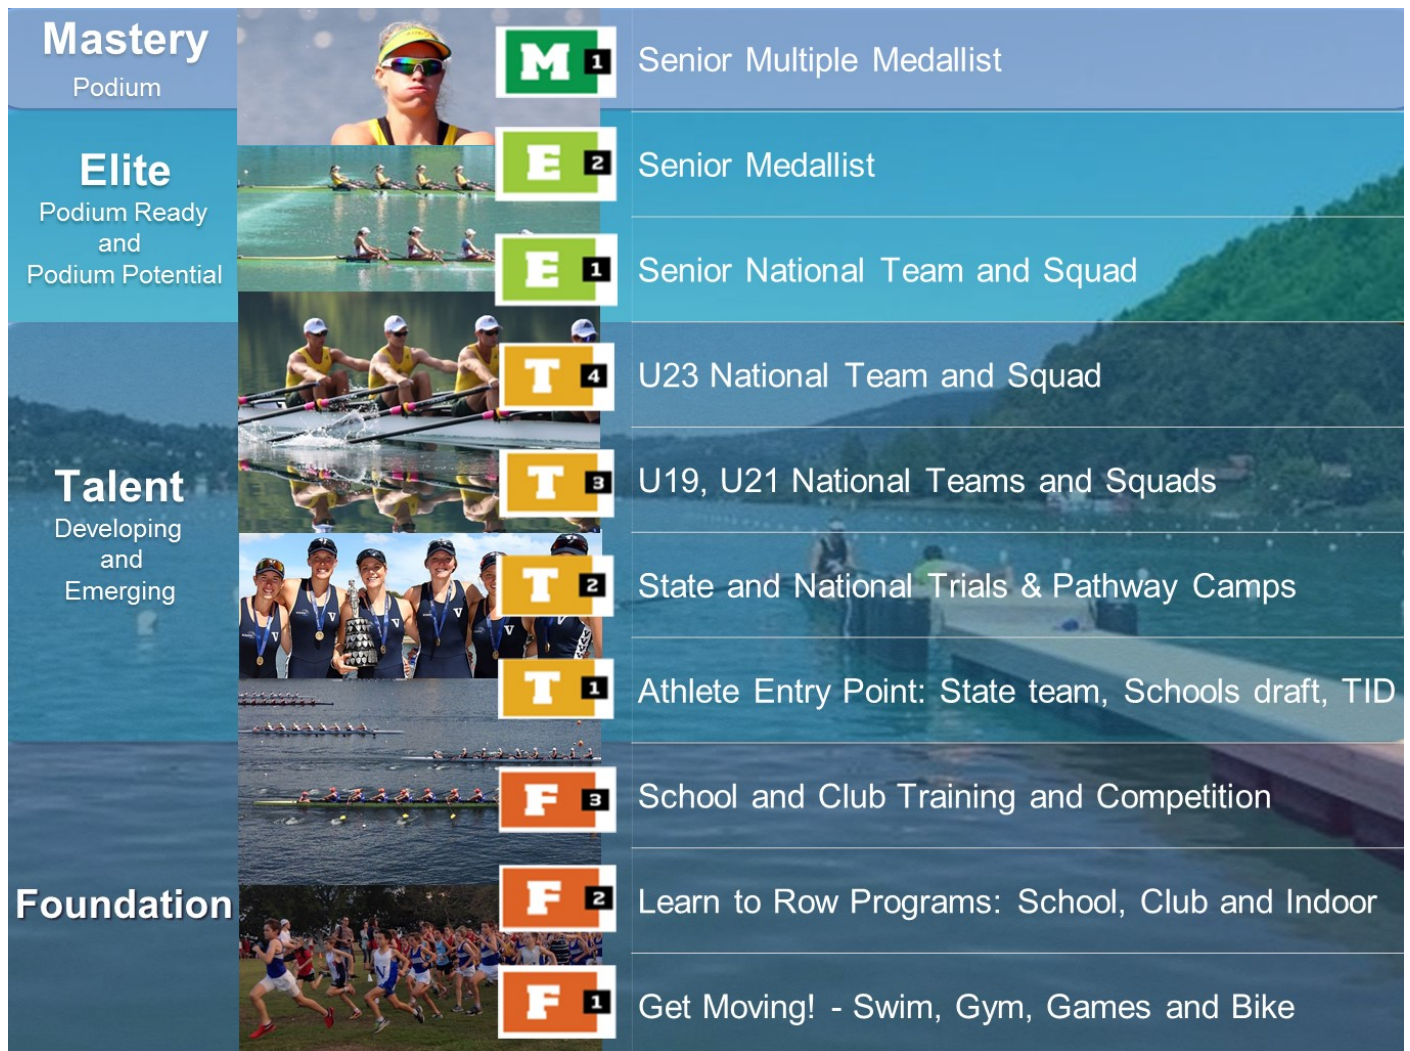 Mastery
Podium
M 1
Senior Multiple Medallist
Elite
Podium Ready
and
Podium Potential
E 2
Senior Medallist
E 1
Senior National Team and Squad
Talent
Developing
and
Emerging
T 4
U23 National Team and Squad
T 3
U19, U21 National Teams and Squads
T 2
State and National Trials & Pathway Camps
T 1
Athlete Entry Point: State team, Schools draft, TID
Foundation
F 3
School and Club Training and Competition
F 2
Learn to Row Programs: School, Club and Indoor
F 1
Get Moving! - Swim, Gym, Games and Bike
V
V
V